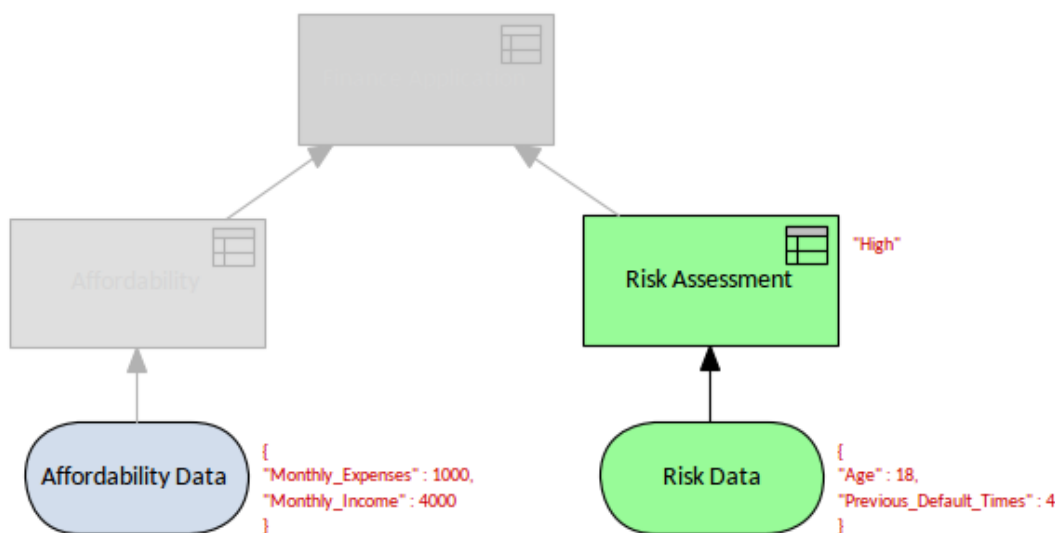 Affordability
Risk Assessment
"High"
Affordability Data
{
"Monthly_Expenses" : 1000,
"Monthly_Income" : 4000
}
Risk Data
{
"Age" : 18,
"Previous_Default_Times" : 4
}